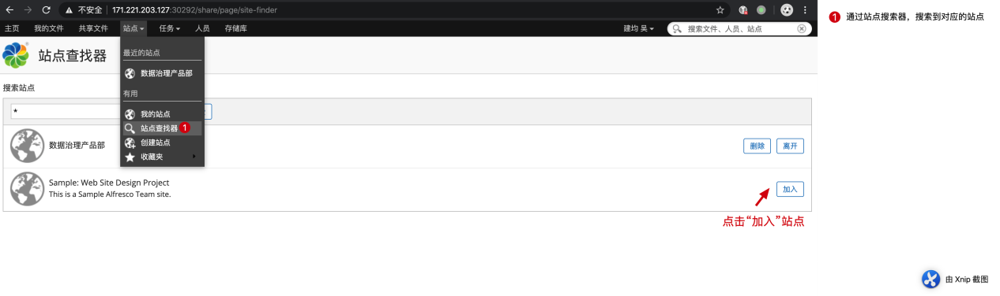 不安全 | 171.221.203.127:30292/share/page/site-finder
主页 我的文件 共享文件 站点 任务 人员 存储库 建均 吴 搜索文件、人员、站点
站点查找器
最近的站点
数据治理产品部
有用
我的站点
站点查找器 1
创建站点
收藏夹
搜索站点
*
数据治理产品部 删除 离开
Sample: Web Site Design Project
This is a Sample Alfresco Team site.
加入
点击“加入”站点
1 通过站点搜索器，搜索到对应的站点
由 Xnip 截图